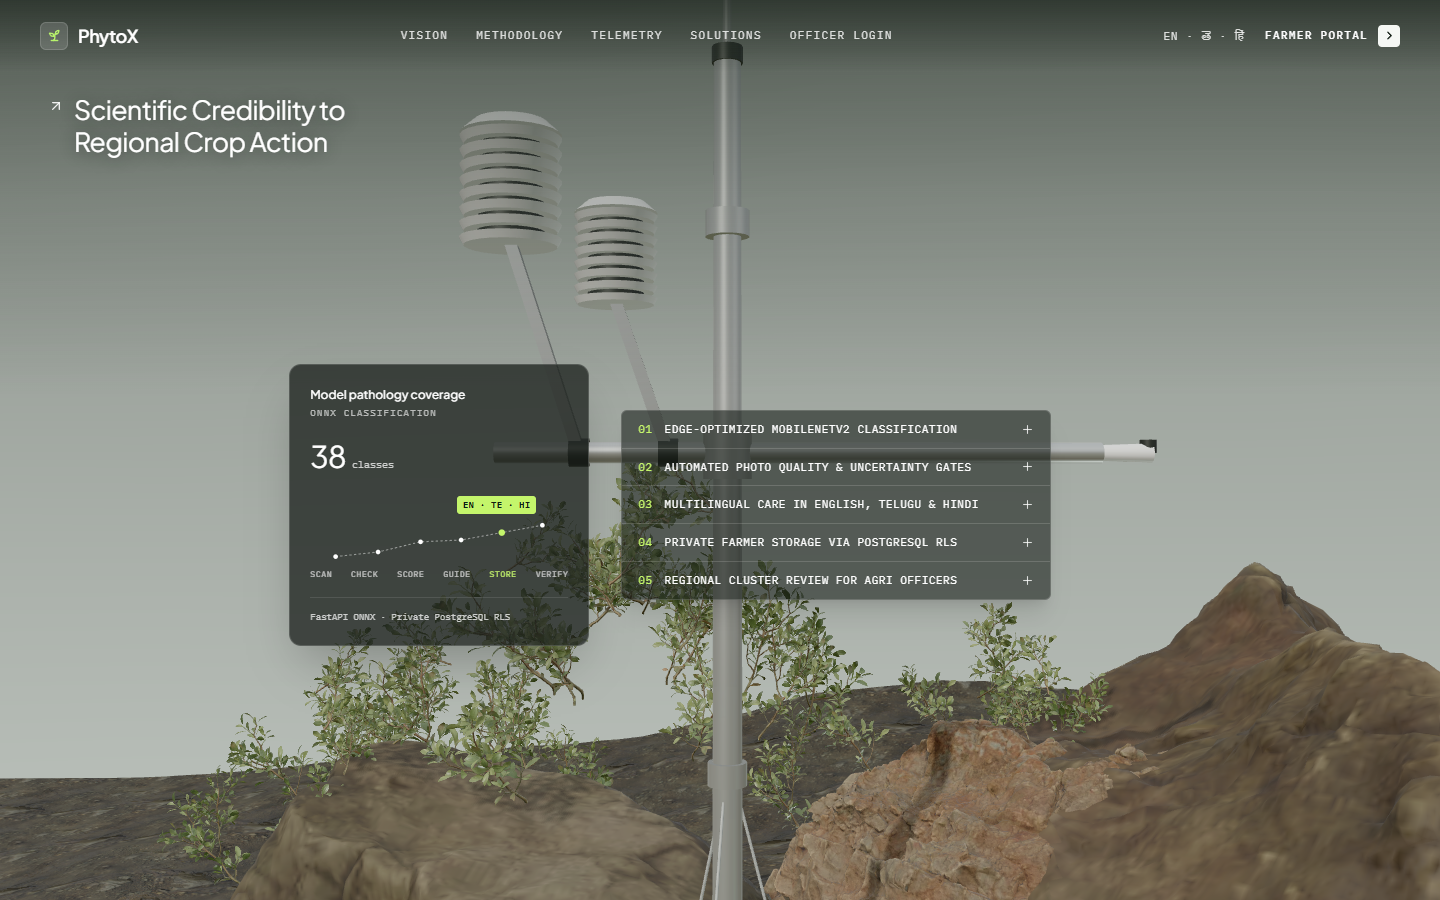 PhytoX
VISION METHODOLOGY TELEMETRY SOLUTIONS OFFICER LOGIN
EN · తె · हि FARMER PORTAL
Scientific Credibility to
Regional Crop Action
Model pathology coverage
ONNX CLASSIFICATION
38 classes
EN · TE · HI
SCAN CHECK SCORE GUIDE STORE VERIFY
FastAPI ONNX · Private PostgreSQL RLS
01 EDGE-OPTIMIZED MOBILENETV2 CLASSIFICATION +
02 AUTOMATED PHOTO QUALITY & UNCERTAINTY GATES +
03 MULTILINGUAL CARE IN ENGLISH, TELUGU & HINDI +
04 PRIVATE FARMER STORAGE VIA POSTGRESQL RLS +
05 REGIONAL CLUSTER REVIEW FOR AGRI OFFICERS +